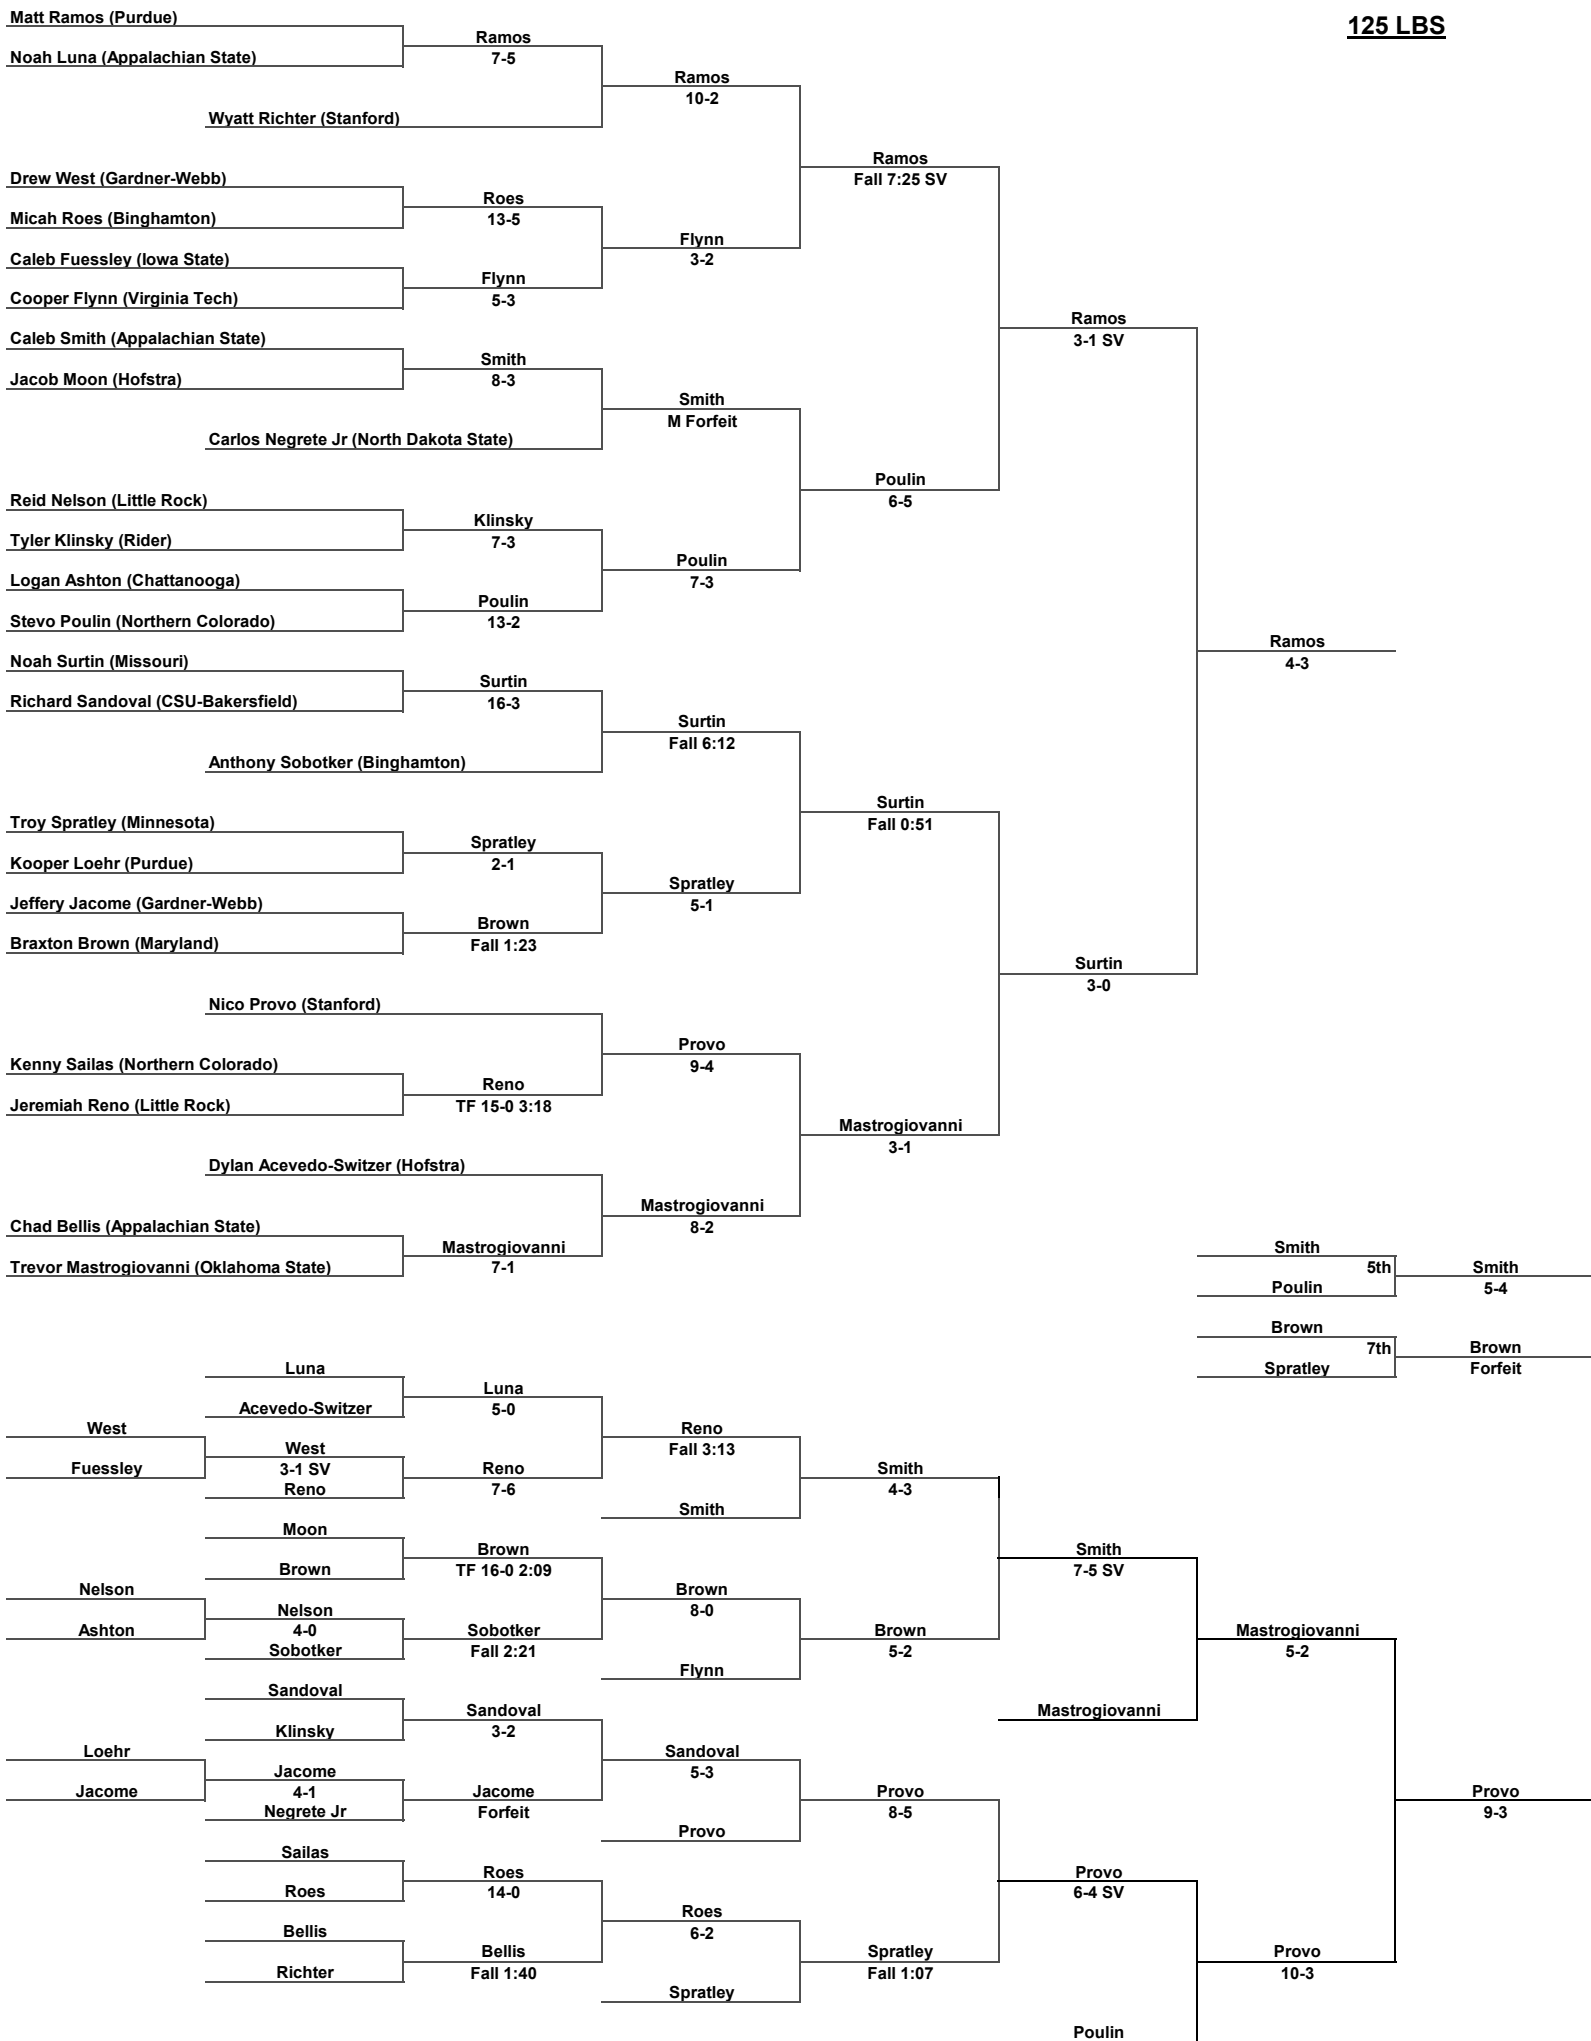 125 LBS
Matt Ramos (Purdue)
Ramos
Noah Luna (Appalachian State)
7-5
Ramos
10-2
Wyatt Richter (Stanford)
Ramos
Fall 7:25 SV
Drew West (Gardner-Webb)
Roes
Micah Roes (Binghamton)
13-5
Flynn
3-2
Caleb Fuessley (Iowa State)
Flynn
Cooper Flynn (Virginia Tech)
5-3
Ramos
3-1 SV
Caleb Smith (Appalachian State)
Smith
Jacob Moon (Hofstra)
8-3
Smith
M Forfeit
Carlos Negrete Jr (North Dakota State)
Poulin
6-5
Reid Nelson (Little Rock)
Klinsky
Tyler Klinsky (Rider)
7-3
Poulin
7-3
Logan Ashton (Chattanooga)
Poulin
Stevo Poulin (Northern Colorado)
13-2
Ramos
4-3
Noah Surtin (Missouri)
Surtin
Richard Sandoval (CSU-Bakersfield)
16-3
Surtin
Fall 6:12
Anthony Sobotker (Binghamton)
Surtin
Fall 0:51
Troy Spratley (Minnesota)
Spratley
Kooper Loehr (Purdue)
2-1
Spratley
5-1
Jeffery Jacome (Gardner-Webb)
Brown
Braxton Brown (Maryland)
Fall 1:23
Surtin
3-0
Nico Provo (Stanford)
Provo
9-4
Kenny Sailas (Northern Colorado)
Reno
Jeremiah Reno (Little Rock)
TF 15-0 3:18
Mastrogiovanni
3-1
Dylan Acevedo-Switzer (Hofstra)
Mastrogiovanni
8-2
Chad Bellis (Appalachian State)
Mastrogiovanni
Trevor Mastrogiovanni (Oklahoma State)
7-1
Smith
5th
Smith
Poulin
5-4
Brown
7th
Brown
Spratley
Forfeit
Luna
Luna
Acevedo-Switzer
5-0
West
Reno
Fall 3:13
West
Fuessley
3-1 SV
Reno
Reno
7-6
Smith
4-3
Smith
Moon
Brown
Brown
TF 16-0 2:09
Smith
7-5 SV
Nelson
Brown
8-0
Nelson
Ashton
4-0
Sobotker
Sobotker
Fall 2:21
Brown
5-2
Mastrogiovanni
5-2
Flynn
Sandoval
Sandoval
Klinsky
3-2
Mastrogiovanni
Loehr
Sandoval
5-3
Jacome
Jacome
4-1
Negrete Jr
Jacome
Forfeit
Provo
8-5
Provo
9-3
Provo
Sailas
Roes
Roes
14-0
Provo
6-4 SV
Roes
6-2
Bellis
Bellis
Richter
Fall 1:40
Spratley
Fall 1:07
Provo
10-3
Spratley
Poulin